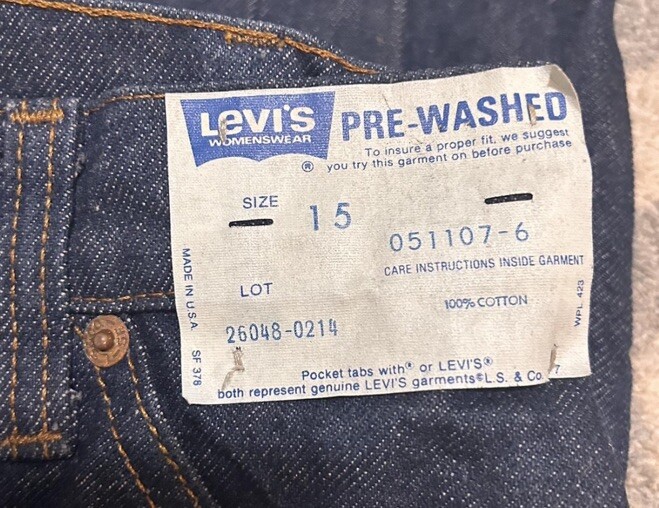 LEVI'S
WOMENSWEAR
®
PRE-WASHED
To insure a proper fit, we suggest
you try this garment on before purchase
SIZE
15
051107-6
CARE INSTRUCTIONS INSIDE GARMENT
LOT
100% COTTON
26048-0214
MADE IN U.S.A.
SF 378
WPL 423
Pocket tabs with ® or LEVI'S®
both represent genuine LEVI'S garments © L.S. & Co. 7